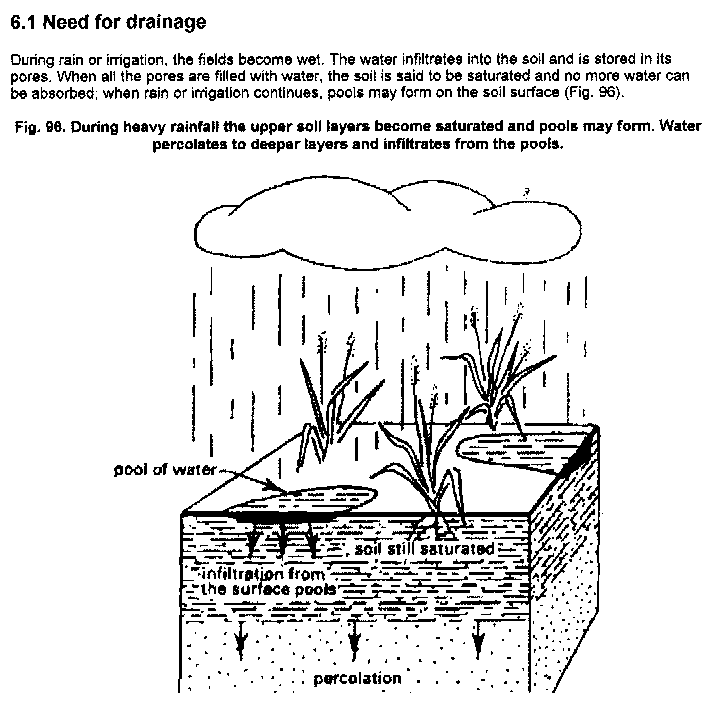 6.1 Need for drainage
During rain or irrigation, the fields become wet. The water infiltrates into the soil and is stored in its
pores. When all the pores are filled with water, the soil is said to be saturated and no more water can
be absorbed; when rain or irrigation continues, pools may form on the soil surface (Fig. 96).
Fig. 96. During heavy rainfall the upper soil layers become saturated and pools may form. Water
percolates to deeper layers and infiltrates from the pools.
pool of water
soil still saturated
infiltration from
the surface pools
percolation